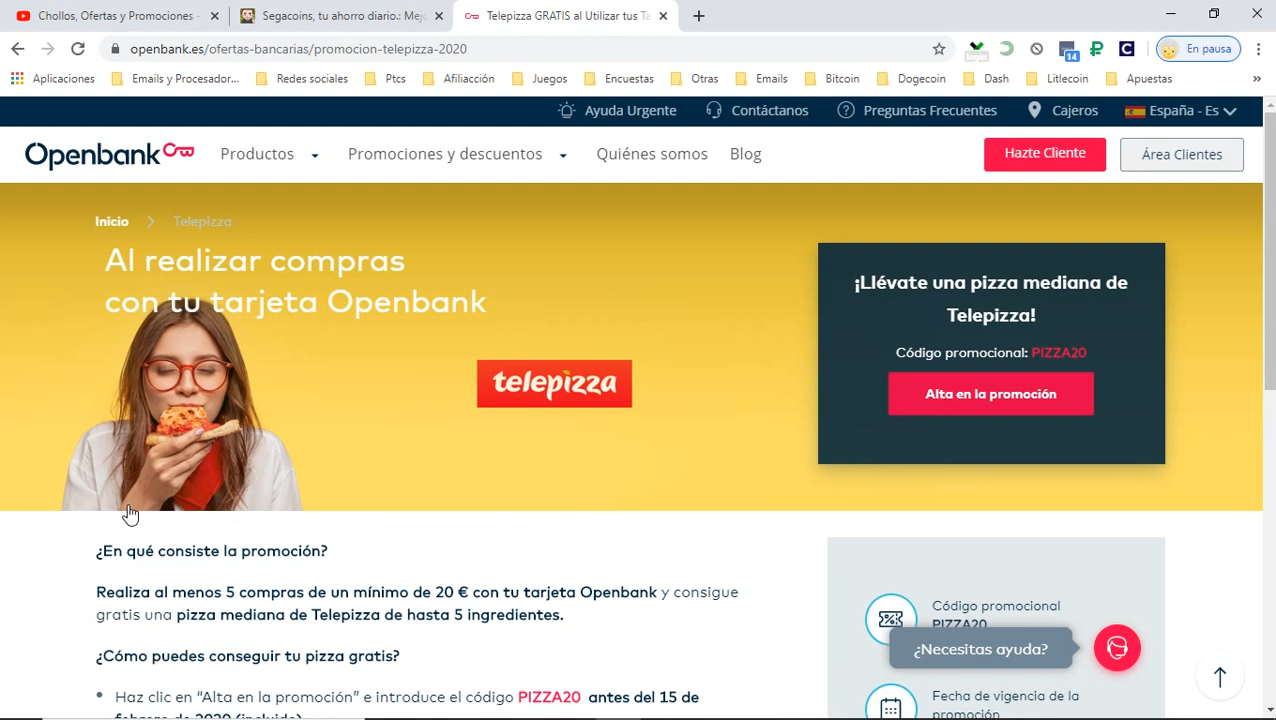 Chollos, Ofertas y Promociones -
Segacoins, tu ahorro diario.: Mej
Telepizza GRATIS al Utilizar tus Ta
openbank.es/ofertas-bancarias/promocion-telepizza-2020
14
C
En pausa
Aplicaciones
Emails y Procesador...
Redes sociales
Ptcs
Afiliacción
Juegos
Encuestas
Otras
Emails
Bitcoin
Dogecoin
Dash
Litlecoin
Apuestas
»
Ayuda Urgente
Contáctanos
Preguntas Frecuentes
Cajeros
España - Es
Openbank
Productos
Promociones y descuentos
Quiénes somos
Blog
Hazte Cliente
Área Clientes
Inicio
Telepizza
Al realizar compras
con tu tarjeta Openbank
telepizza
¡Llévate una pizza mediana de
Telepizza!
Código promocional: PIZZA20
Alta en la promoción
¿En qué consiste la promoción?
Realiza al menos 5 compras de un mínimo de 20 € con tu tarjeta Openbank y consigue
gratis una pizza mediana de Telepizza de hasta 5 ingredientes.
¿Cómo puedes conseguir tu pizza gratis?
• Haz clic en “Alta en la promoción” e introduce el código PIZZA20 antes del 15 de
febrero de 2020 (incluido)
Código promocional
PIZZA20
¿Necesitas ayuda?
Fecha de vigencia de la
promoción